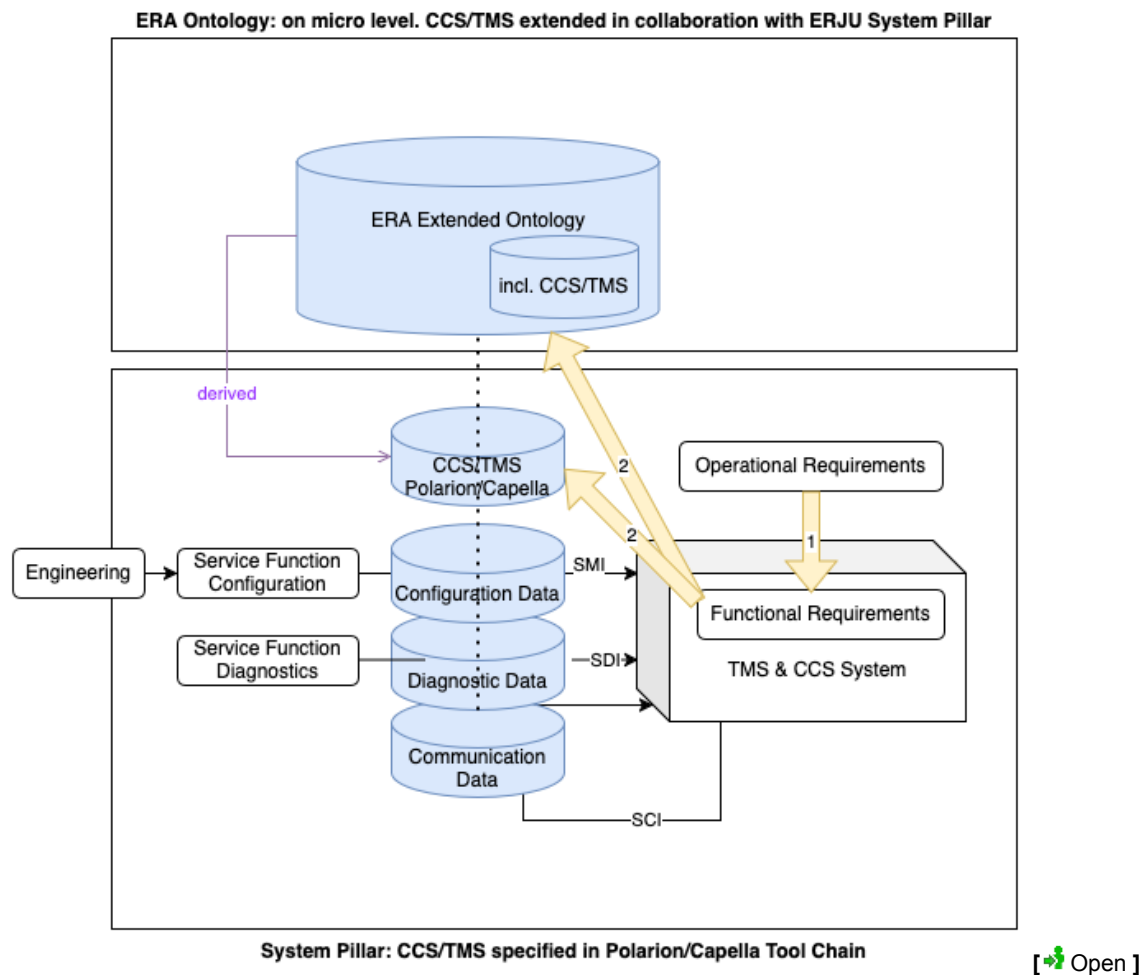 ERA Ontology: on micro level. CCS/TMS extended in collaboration with ERJU System Pillar
ERA Extended Ontology
incl. CCS/TMS
derived
CCS/TMS
Polarion/Capella
2
Operational Requirements
2
1
Engineering
Service Function
Configuration
Configuration Data
SMI
Functional Requirements
Service Function
Diagnostics
Diagnostic Data
SDI
TMS & CCS System
Communication
Data
SCI
System Pillar: CCS/TMS specified in Polarion/Capella Tool Chain
[ Open ]